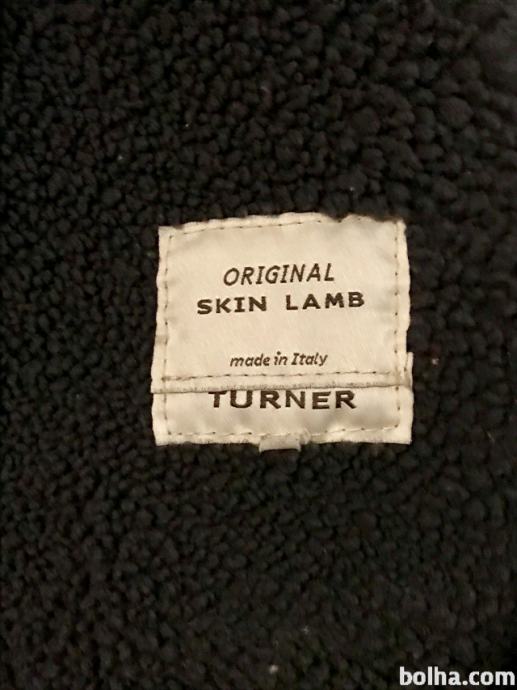 ORIGINAL
SKIN LAMB
made in Italy
TURNER
bolha.com